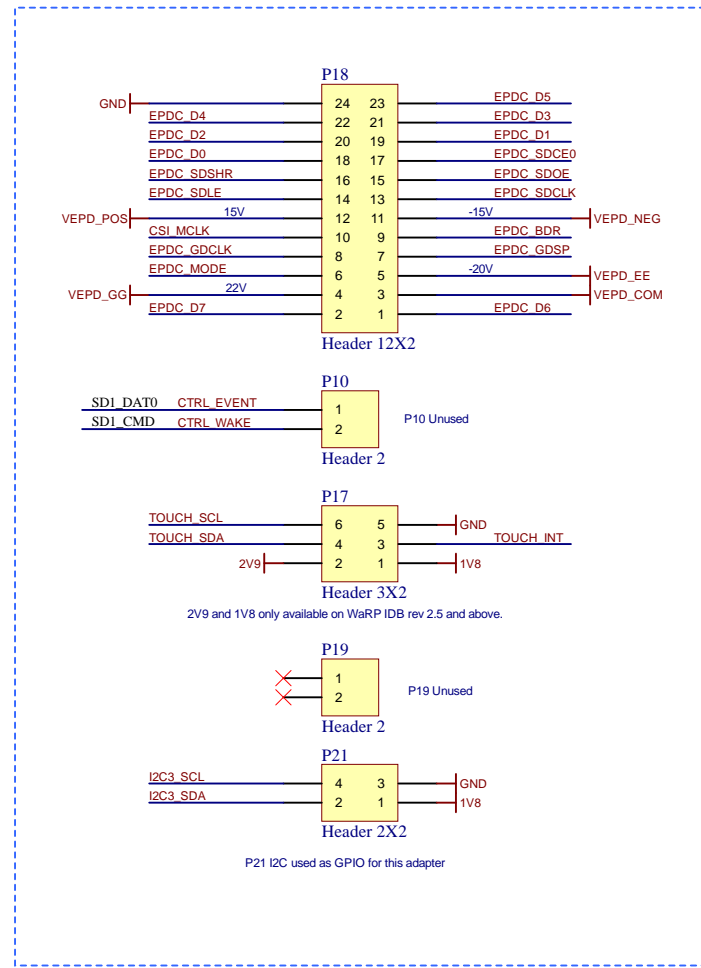 P18
GND 24 23 EPDC_D5
EPDC_D4 22 21 EPDC_D3
EPDC_D2 20 19 EPDC_D1
EPDC_D0 18 17 EPDC_SDCE0
EPDC_SDSHR 16 15 EPDC_SDOE
EPDC_SDLE 14 13 EPDC_SDCLK
VEPD_POS 15V 12 11 -15V VEPD_NEG
CSI_MCLK 10 9 EPDC_BDR
EPDC_GDCLK 8 7 EPDC_GDSP
EPDC_MODE 6 5 -20V VEPD_EE
VEPD_GG 22V 4 3 VEPD_COM
EPDC_D7 2 1 EPDC_D6
Header 12X2
P10
SD1_DAT0 CTRL_EVENT 1
SD1_CMD CTRL_WAKE 2
P10 Unused
Header 2
P17
TOUCH_SCL 6 5 GND
TOUCH_SDA 4 3 TOUCH_INT
2V9 2 1 1V8
Header 3X2
2V9 and 1V8 only available on WaRP IDB rev 2.5 and above.
P19
1
2
P19 Unused
Header 2
P21
I2C3_SCL 4 3 GND
I2C3_SDA 2 1 1V8
Header 2X2
P21 I2C used as GPIO for this adapter